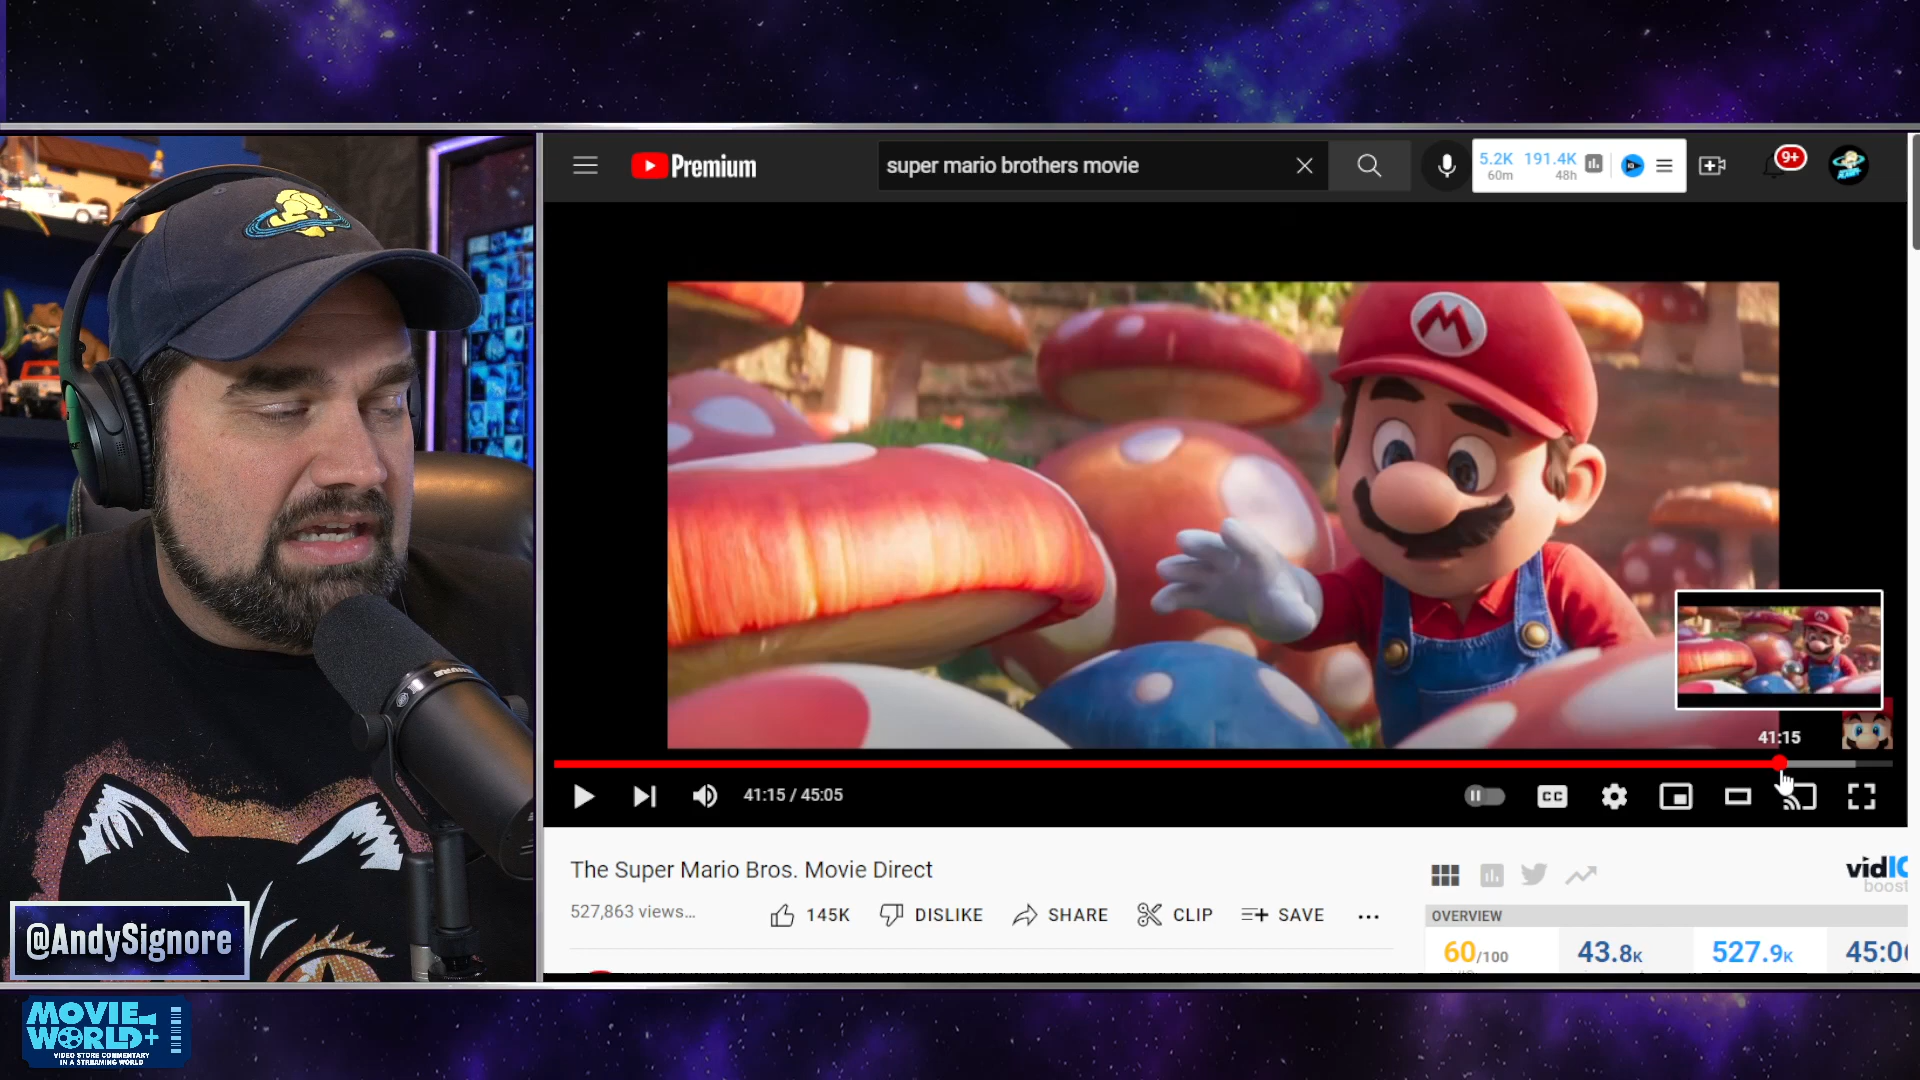 Premium
super mario brothers movie
5.2K 191.4K
60m 48h
9+
M
41:15
41:15 / 45:05
CC
The Super Mario Bros. Movie Direct
527,863 views...
145K
DISLIKE
SHARE
CLIP
SAVE
vidIQ
boost
OVERVIEW
60/100
43.8K
527.9K
45:0
@AndySignore
MOVIE
WORLD+
VIDEO STORE COMMENTARY
IN A STREAMING WORLD